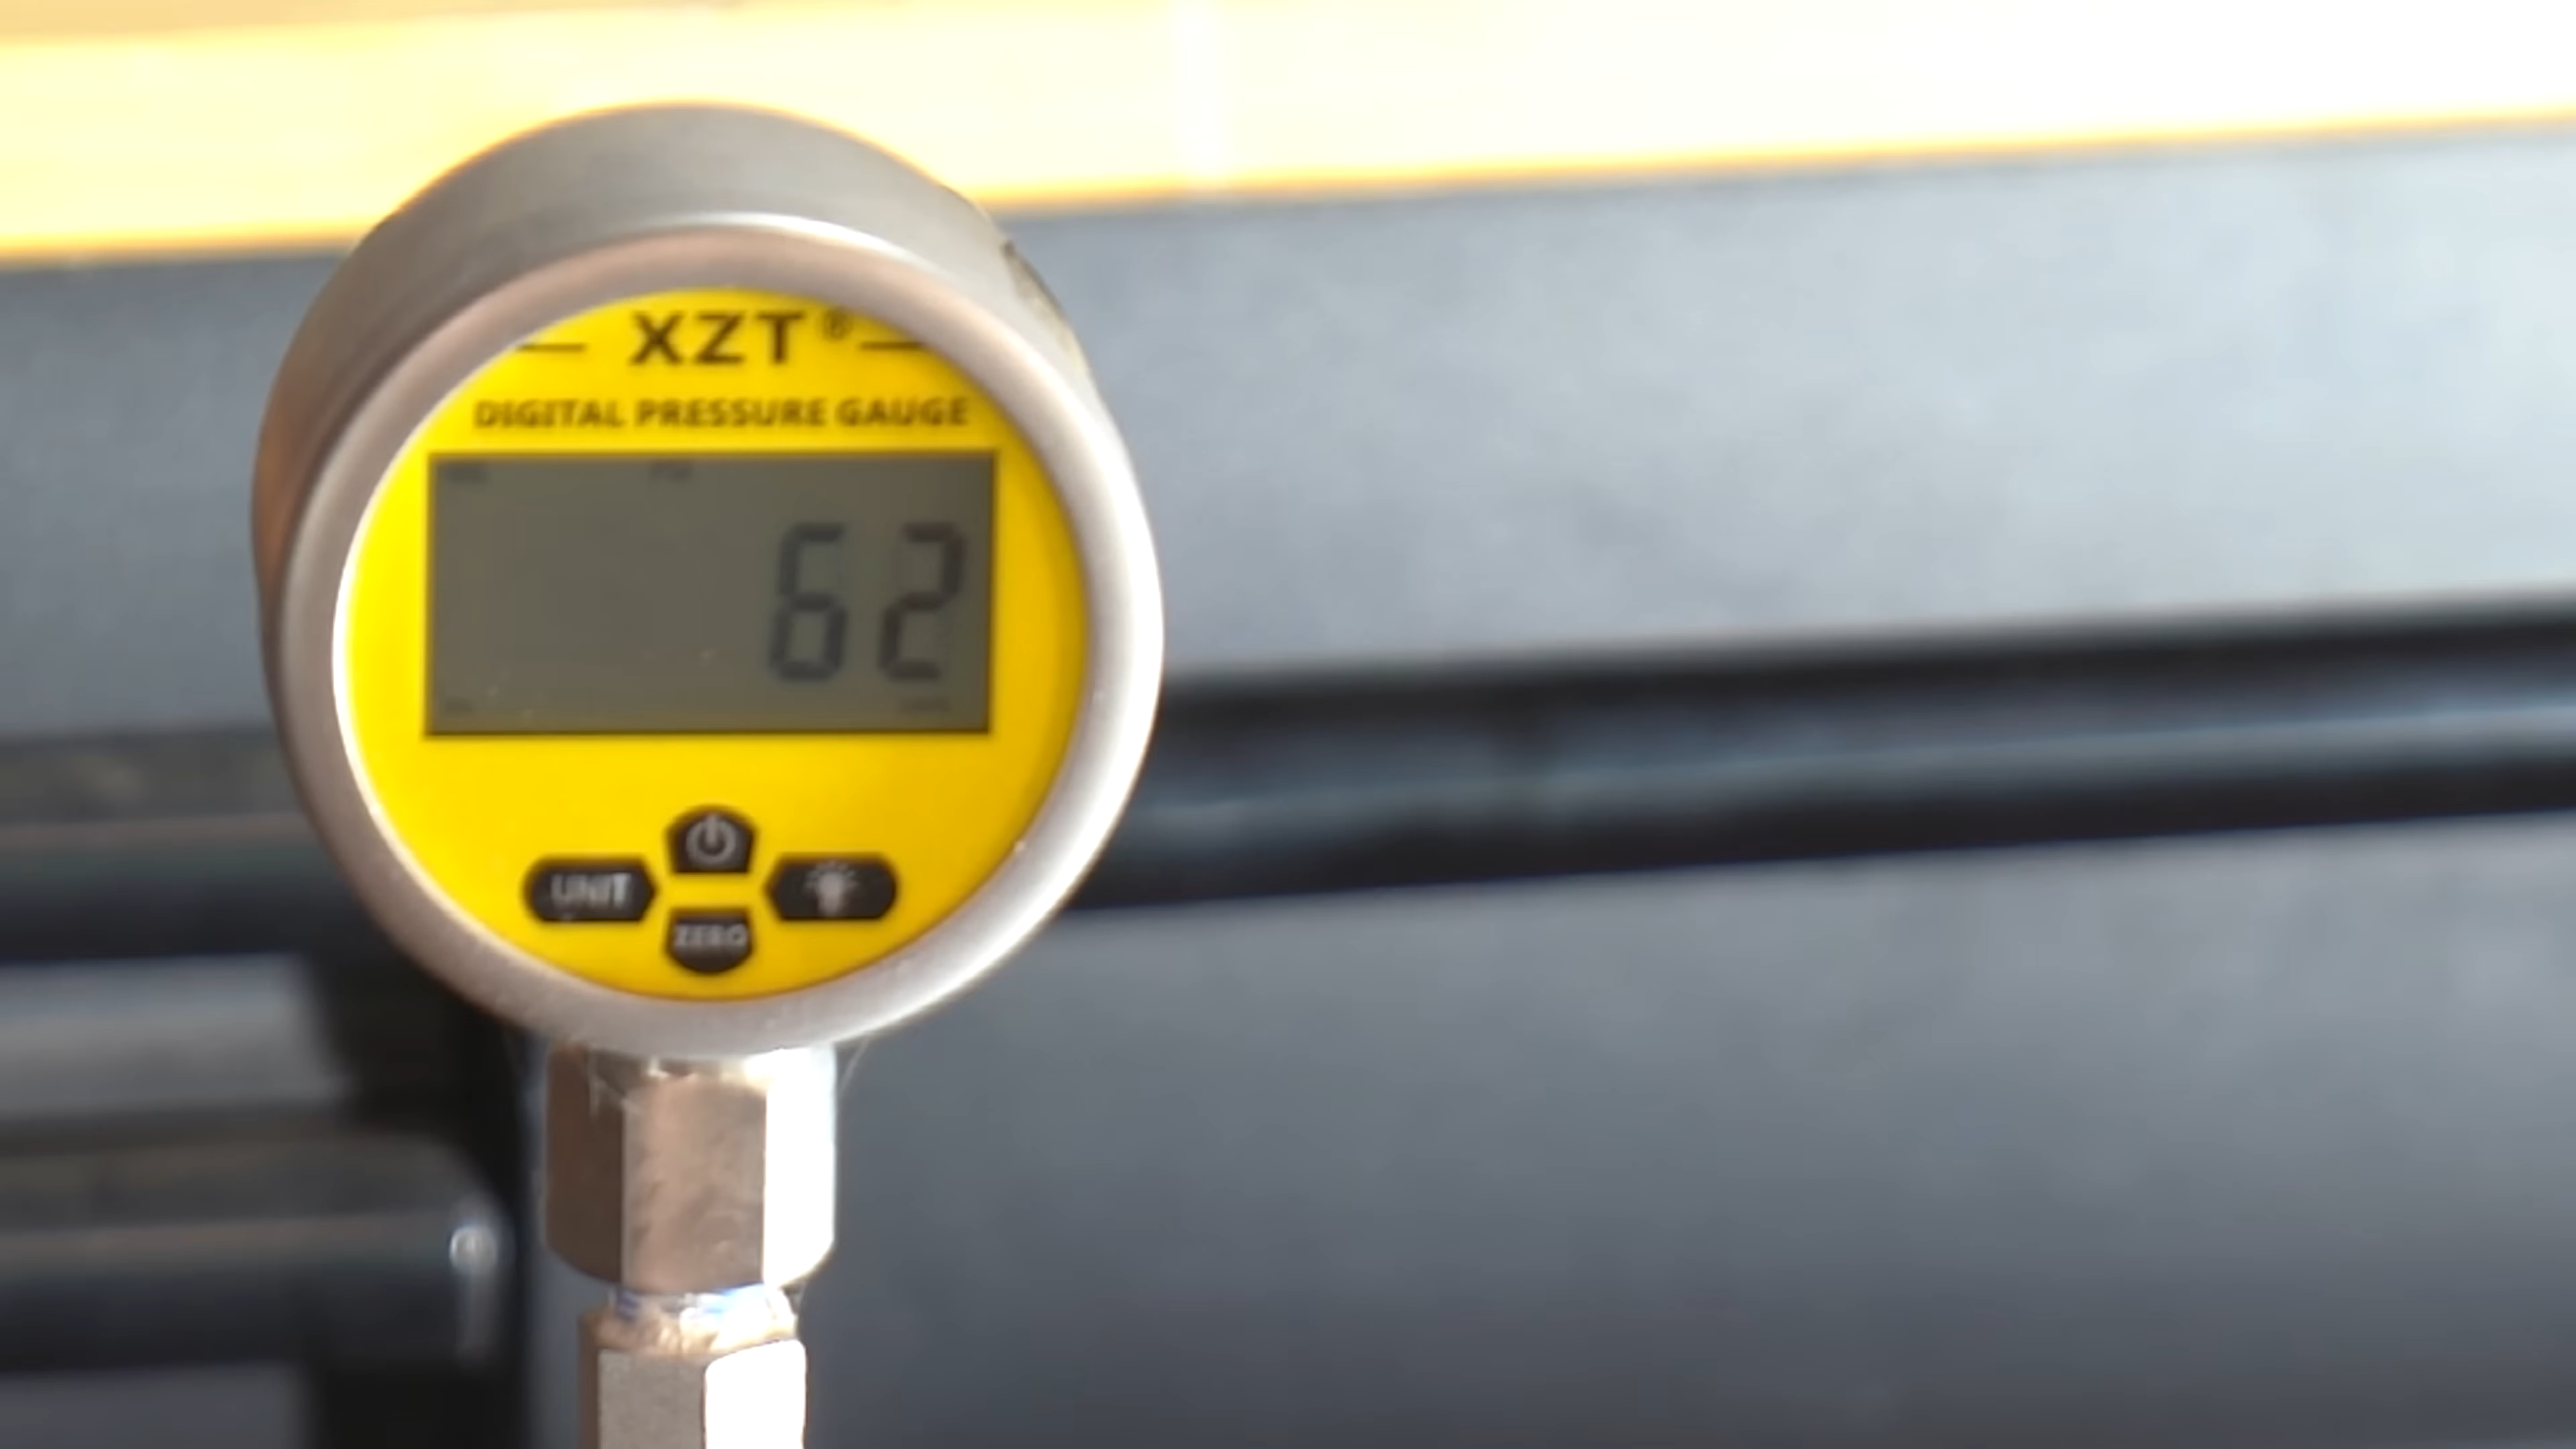 XZT®
DIGITAL PRESSURE GAUGE
62
UNIT
ZERO